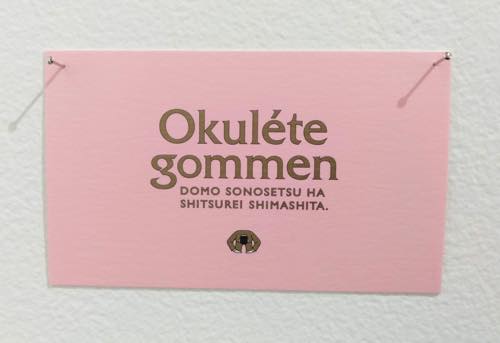 Okuléte
gommen
DOMO SONOSETSU HA
SHITSUREI SHIMASHITA.